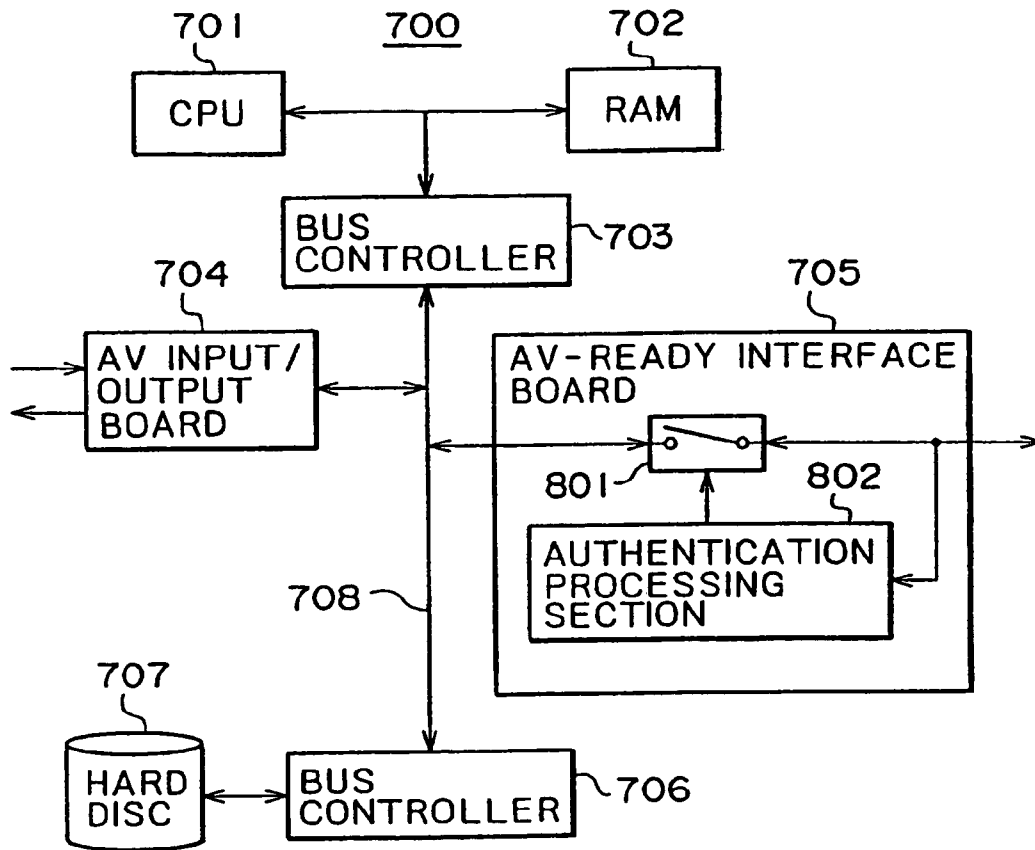 701
700
702
CPU
RAM
BUS
CONTROLLER
703
704
705
AV INPUT/
OUTPUT
BOARD
AV-READY INTERFACE
BOARD
801
802
AUTHENTICATION
PROCESSING
SECTION
708
707
HARD
DISC
BUS
CONTROLLER
706